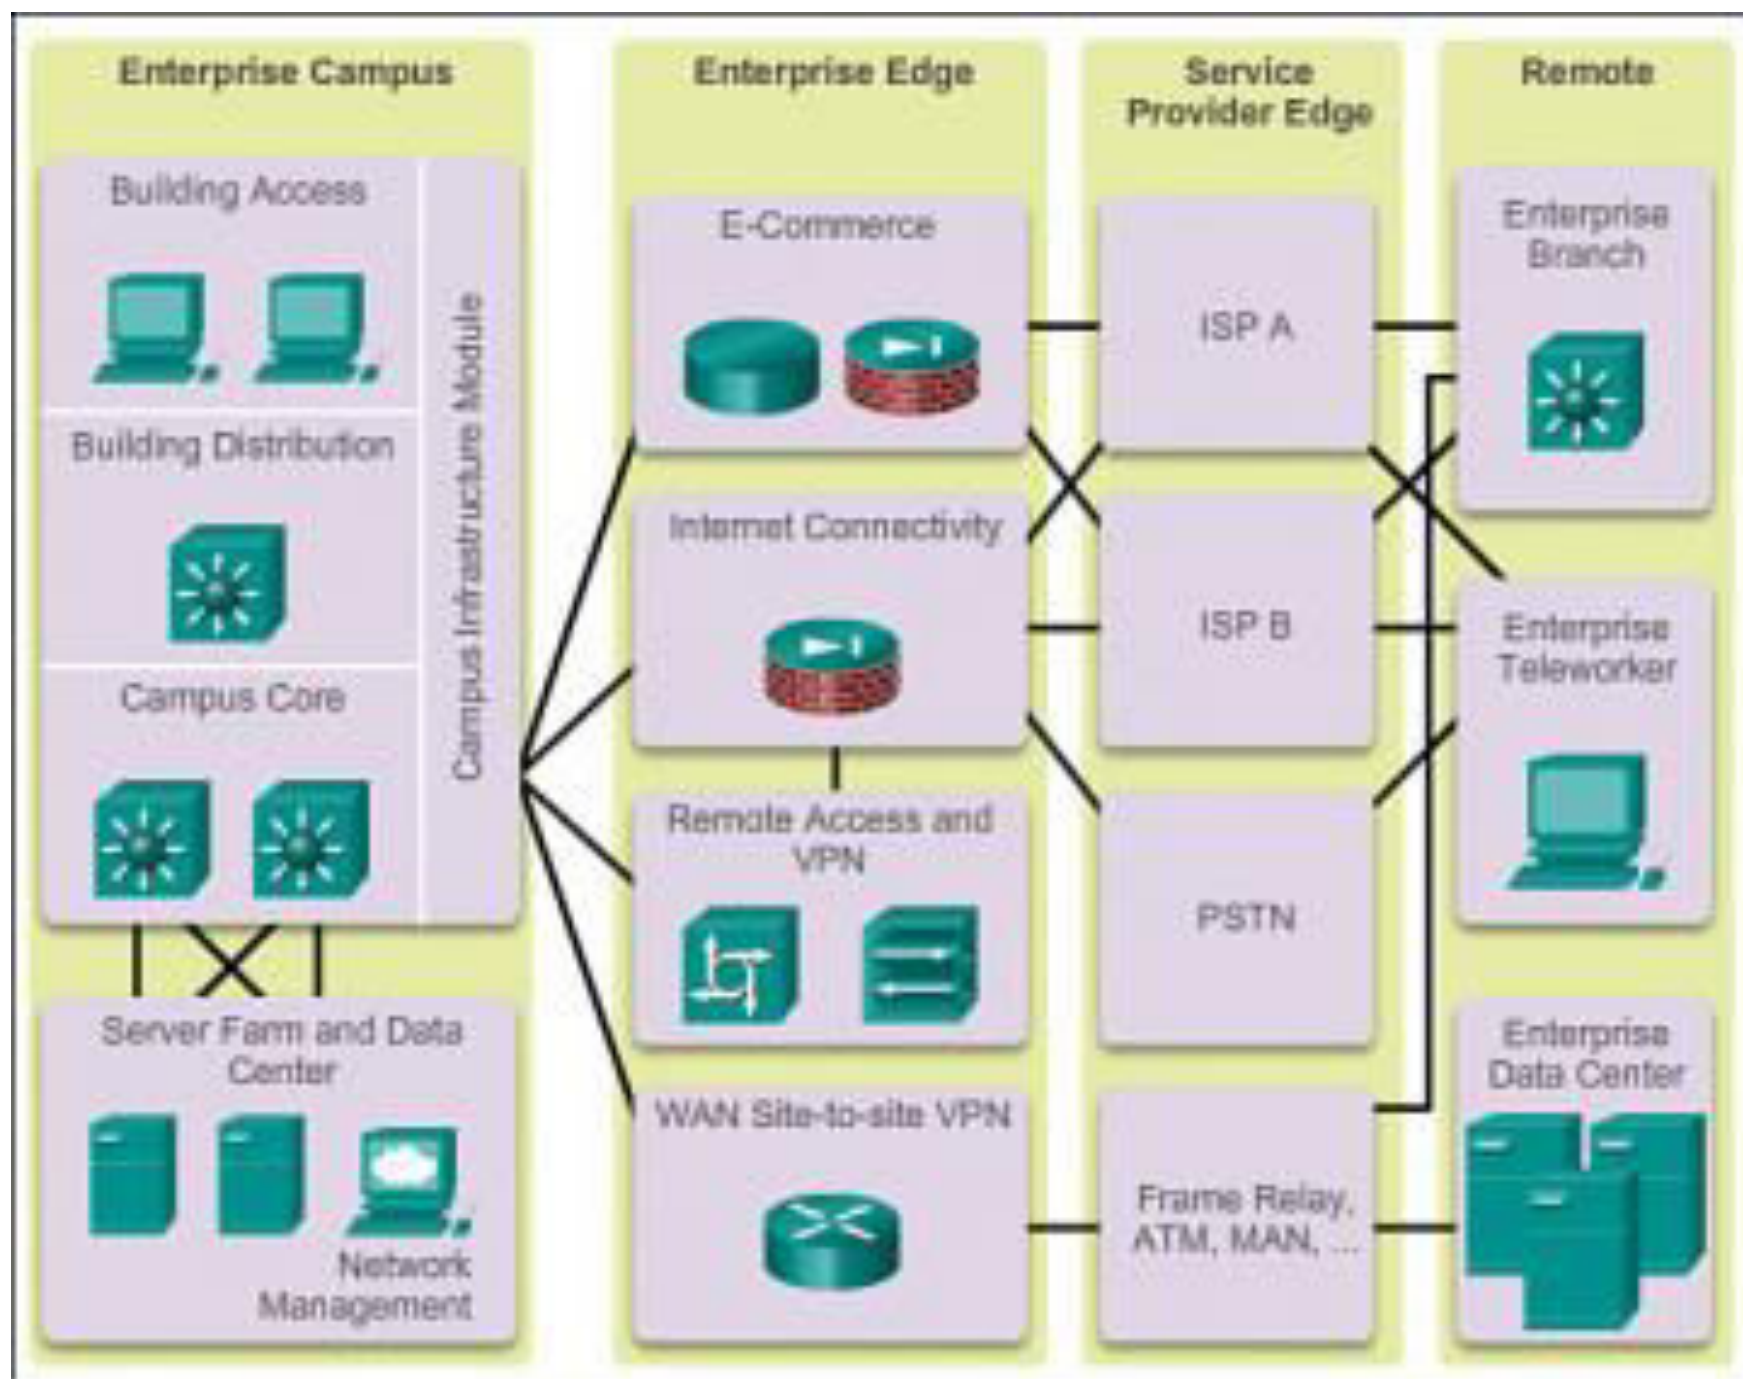 Enterprise Campus
Building Access
Building Distribution
Campus Core
Campus Infrastructure Module
Server Farm and Data
Center
Network
Management
Enterprise Edge
E-Commerce
Internet Connectivity
Remote Access and
VPN
WAN Site-to-site VPN
Service
Provider Edge
ISP A
ISP B
PSTN
Frame Relay,
ATM, MAN, ...
Remote
Enterprise
Branch
Enterprise
Teleworker
Enterprise
Data Center